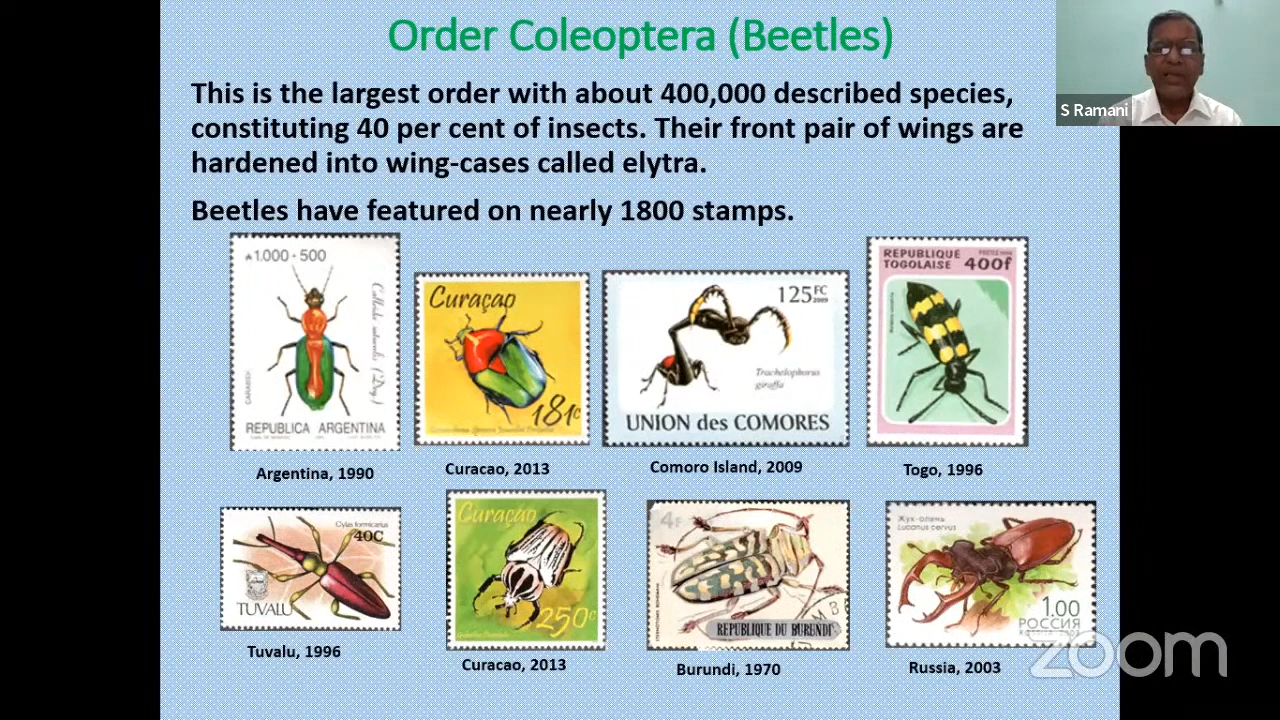 Order Coleoptera (Beetles)
This is the largest order with about 400,000 described species,
constituting 40 per cent of insects. Their front pair of wings are
hardened into wing-cases called elytra.
Beetles have featured on nearly 1800 stamps.
S Ramani
1.000 - 500
REPUBLICA ARGENTINA
Curaçao
181c
125FC
2009
Trachelophorus
giraffa
UNION des COMORES
REPUBLIQUE
TOGOLAISE 400f
Argentina, 1990
Curacao, 2013
Comoro Island, 2009
Togo, 1996
Cylas formicarius
40C
TUVALU
Curaçao
250c
4F
REPUBLIQUE DU BURUNDI
Жук-олень
Lucanus cervus
1.00
РОССИЯ
Tuvalu, 1996
Curacao, 2013
Burundi, 1970
Russia, 2003
zoom